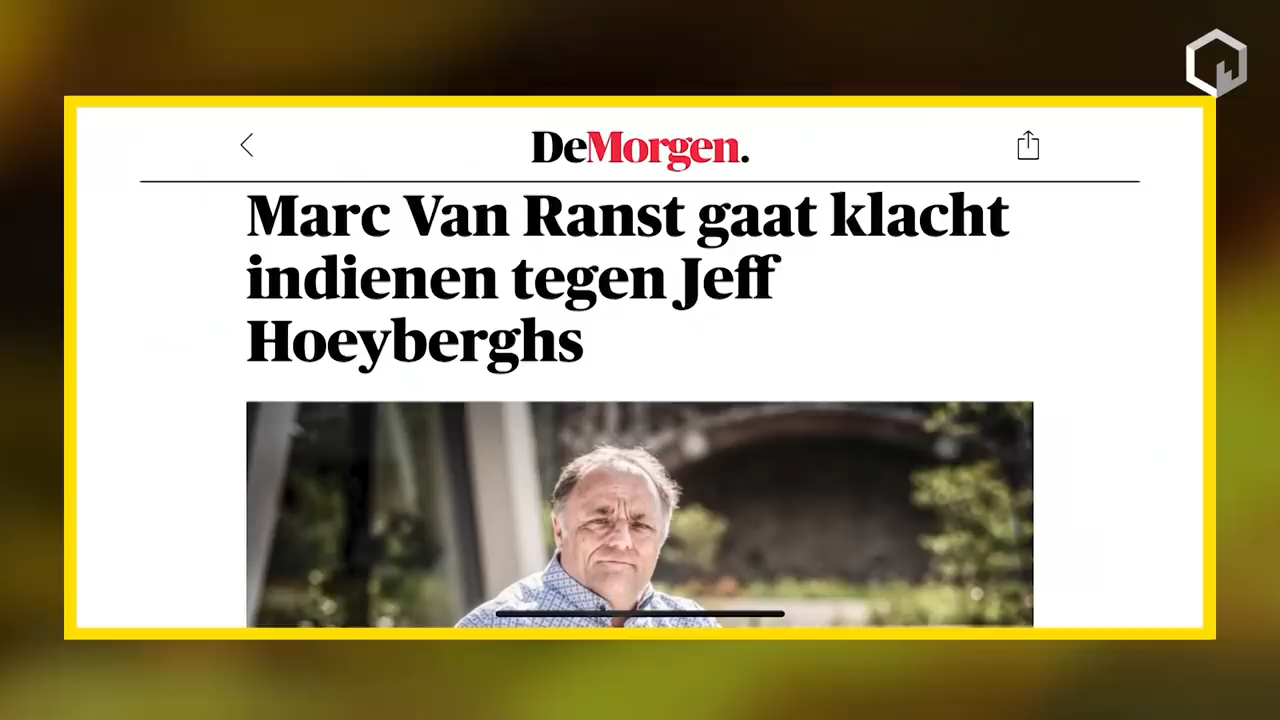 DeMorgen.
Marc Van Ranst gaat klacht
indienen tegen Jeff
Hoeyberghs